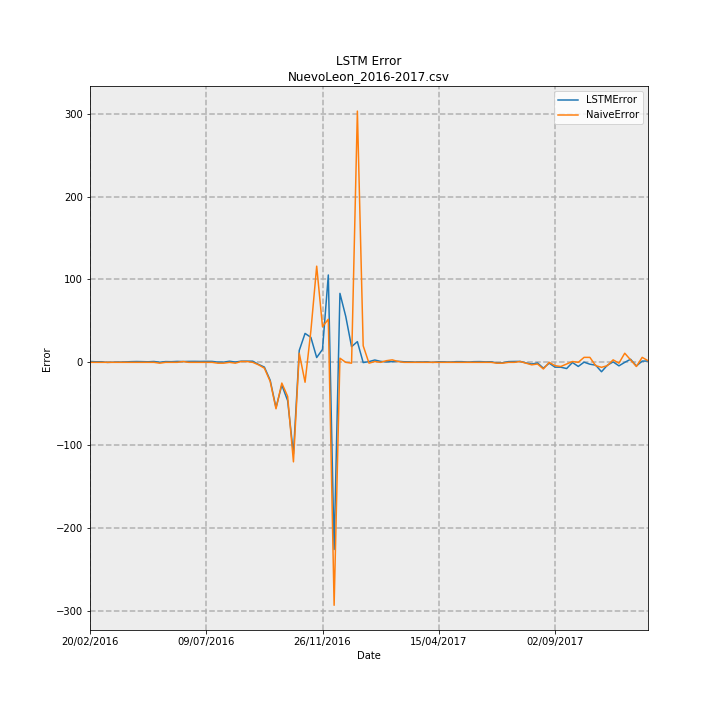 LSTM Error
NuevoLeon_2016-2017.csv
LSTMError
NaiveError
300
200
100
0
−100
−200
−300
Error
20/02/2016
09/07/2016
26/11/2016
15/04/2017
02/09/2017
Date